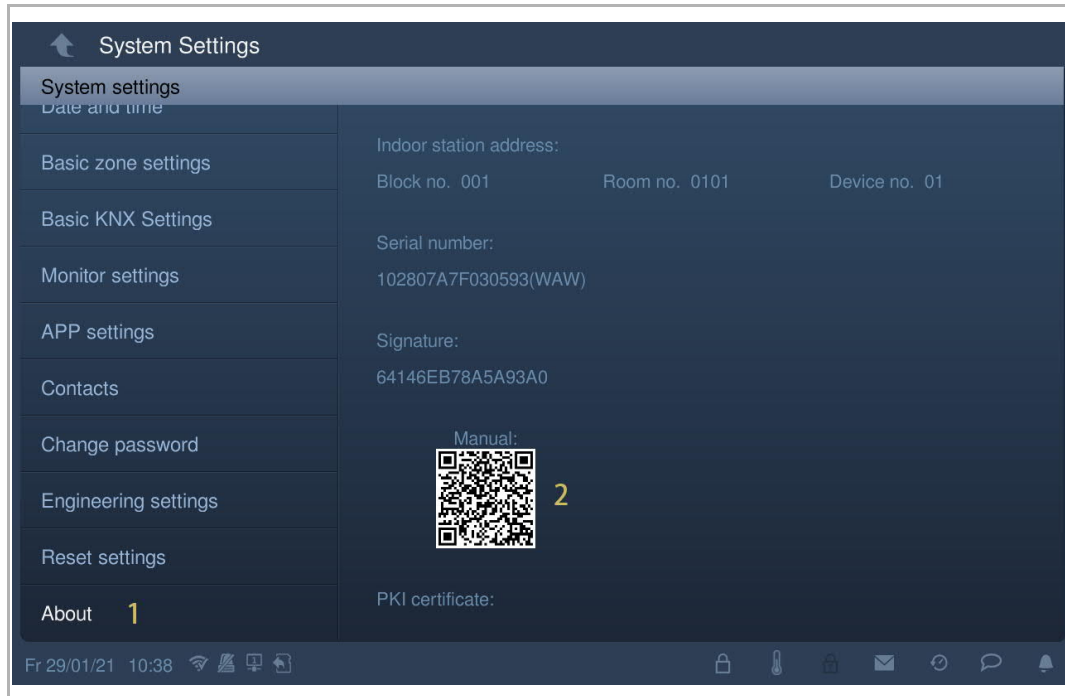 System Settings
System settings
Date and time
Basic zone settings
Basic KNX Settings
Monitor settings
APP settings
Contacts
Change password
Engineering settings
Reset settings
About 1
Indoor station address:
Block no. 001 Room no. 0101 Device no. 01
Serial number:
102807A7F030593(WAW)
Signature:
64146EB78A5A93A0
Manual:
2
PKI certificate:
Fr 29/01/21 10:38